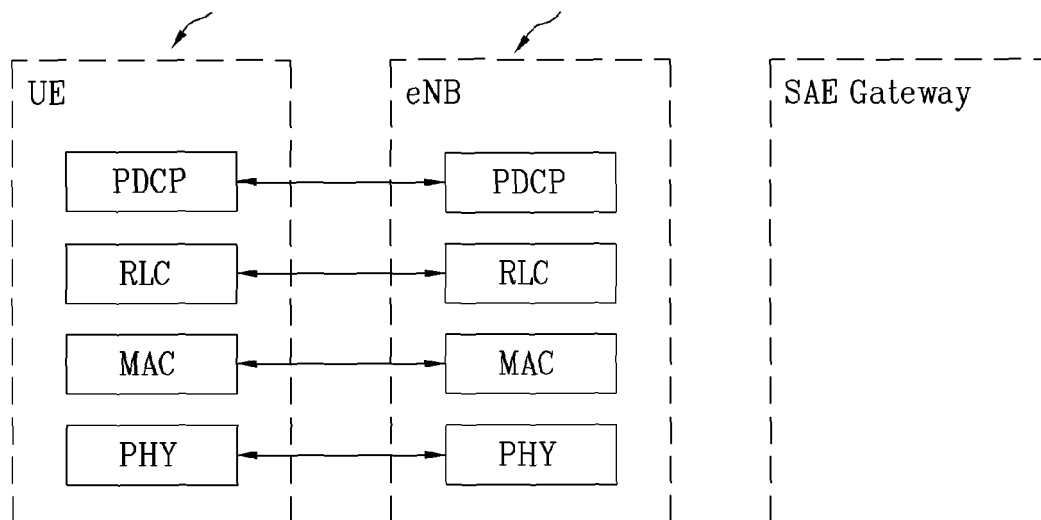 UE
eNB
SAE Gateway
PDCP
PDCP
RLC
RLC
MAC
MAC
PHY
PHY